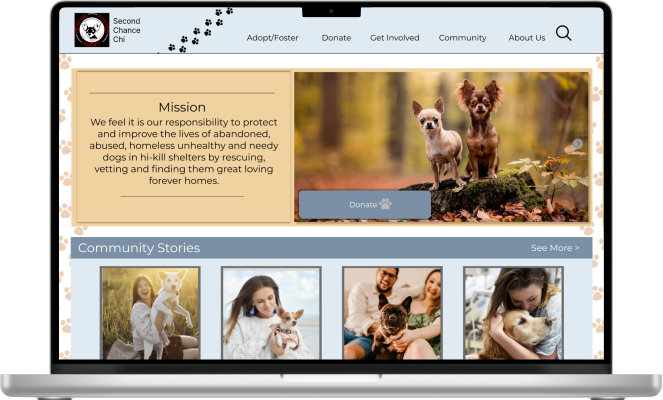 Second
Chance
Chi
Adopt/Foster Donate Get Involved Community About Us
Mission
We feel it is our responsibility to protect
and improve the lives of abandoned,
abused, homeless unhealthy and needy
dogs in hi-kill shelters by rescuing,
vetting and finding them great loving
forever homes.
Donate
Community Stories
See More >